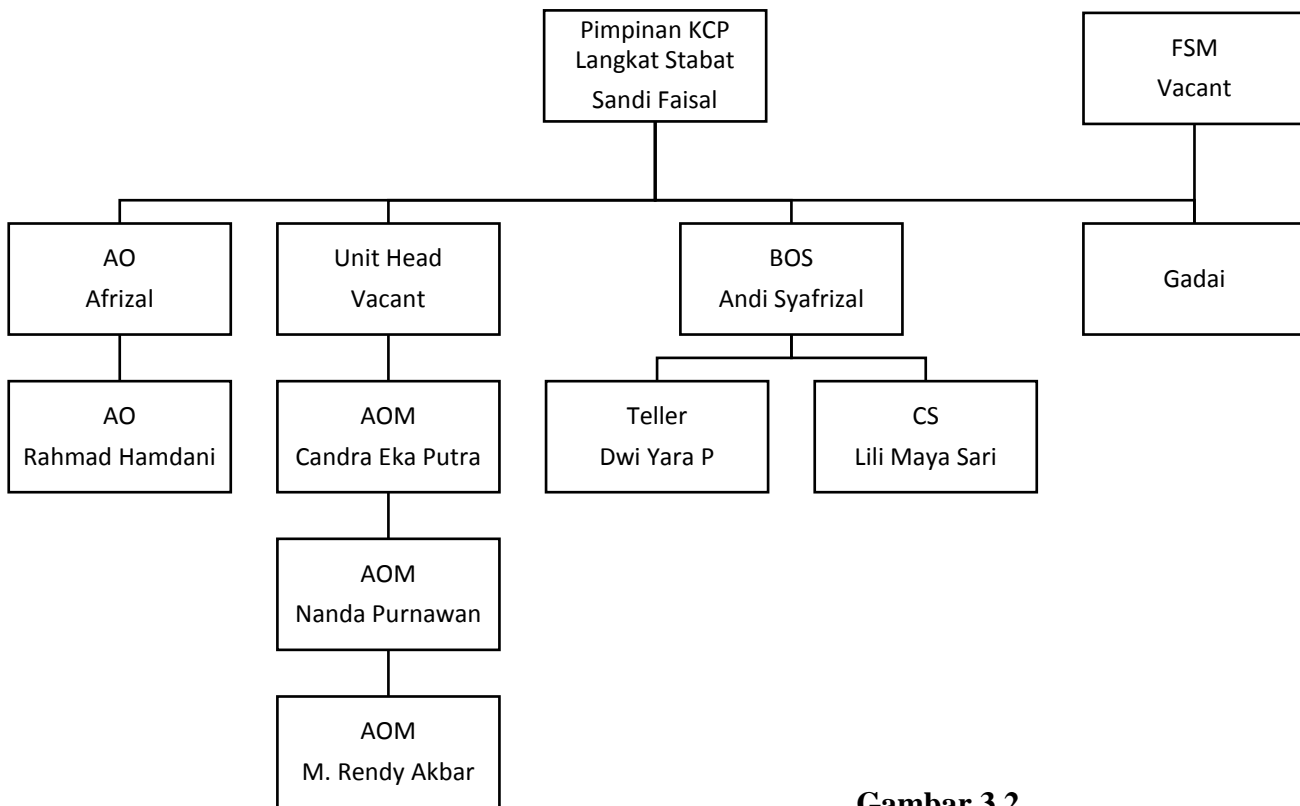 Pimpinan KCP
Langkat Stabat
Sandi Faisal
FSM
Vacant
AO
Afrizal
Unit Head
Vacant
BOS
Andi Syafrizal
Gadai
AO
Rahmad Hamdani
AOM
Candra Eka Putra
Teller
Dwi Yara P
CS
Lili Maya Sari
AOM
Nanda Purnawan
AOM
M. Rendy Akbar
Gambar 3.2